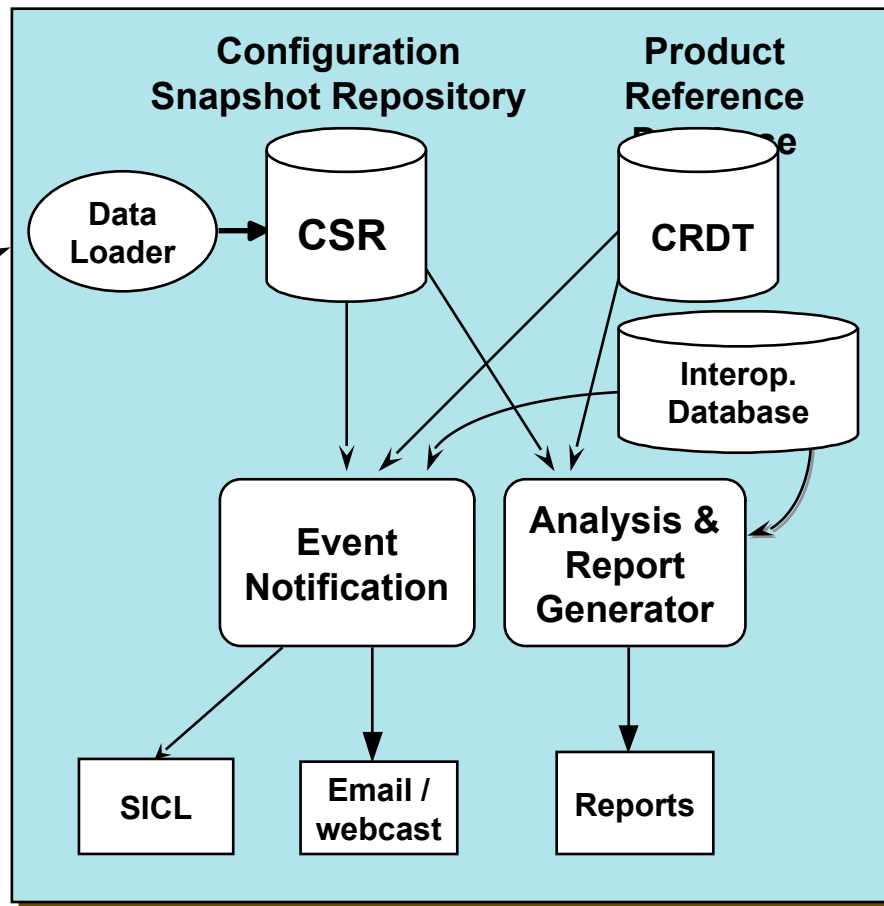 Configuration
Snapshot Repository
Product
Reference
Data
Loader
CSR
CRDT
Interop.
Database
Event
Notification
Analysis &
Report
Generator
SICL
Email /
webcast
Reports